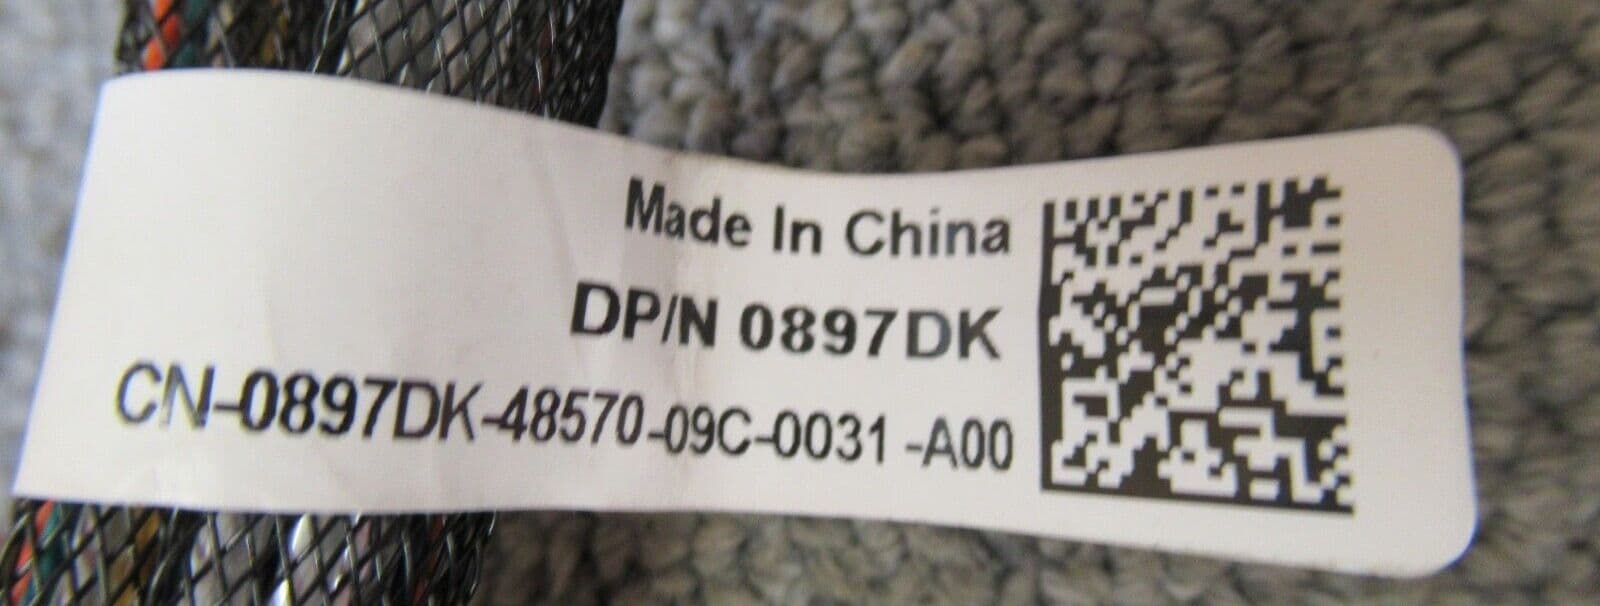 Made In China
DP/N 0897DK
CN-0897DK-48570-09C-0031 -A00